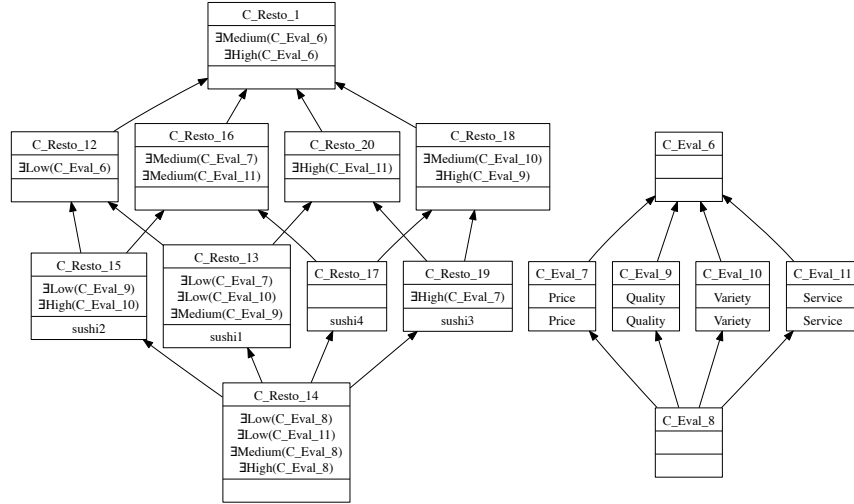 C_Resto_1
∃Medium(C_Eval_6)
∃High(C_Eval_6)
C_Resto_12
∃Low(C_Eval_6)
C_Resto_16
∃Medium(C_Eval_7)
∃Medium(C_Eval_11)
C_Resto_20
∃High(C_Eval_11)
C_Resto_18
∃Medium(C_Eval_10)
∃High(C_Eval_9)
C_Resto_15
∃Low(C_Eval_9)
∃High(C_Eval_10)
sushi2
C_Resto_13
∃Low(C_Eval_7)
∃Low(C_Eval_10)
∃Medium(C_Eval_9)
sushi1
C_Resto_17
sushi4
C_Resto_19
∃High(C_Eval_7)
sushi3
C_Resto_14
∃Low(C_Eval_8)
∃Low(C_Eval_11)
∃Medium(C_Eval_8)
∃High(C_Eval_8)
C_Eval_6
C_Eval_7
Price
Price
C_Eval_9
Quality
Quality
C_Eval_10
Variety
Variety
C_Eval_11
Service
Service
C_Eval_8